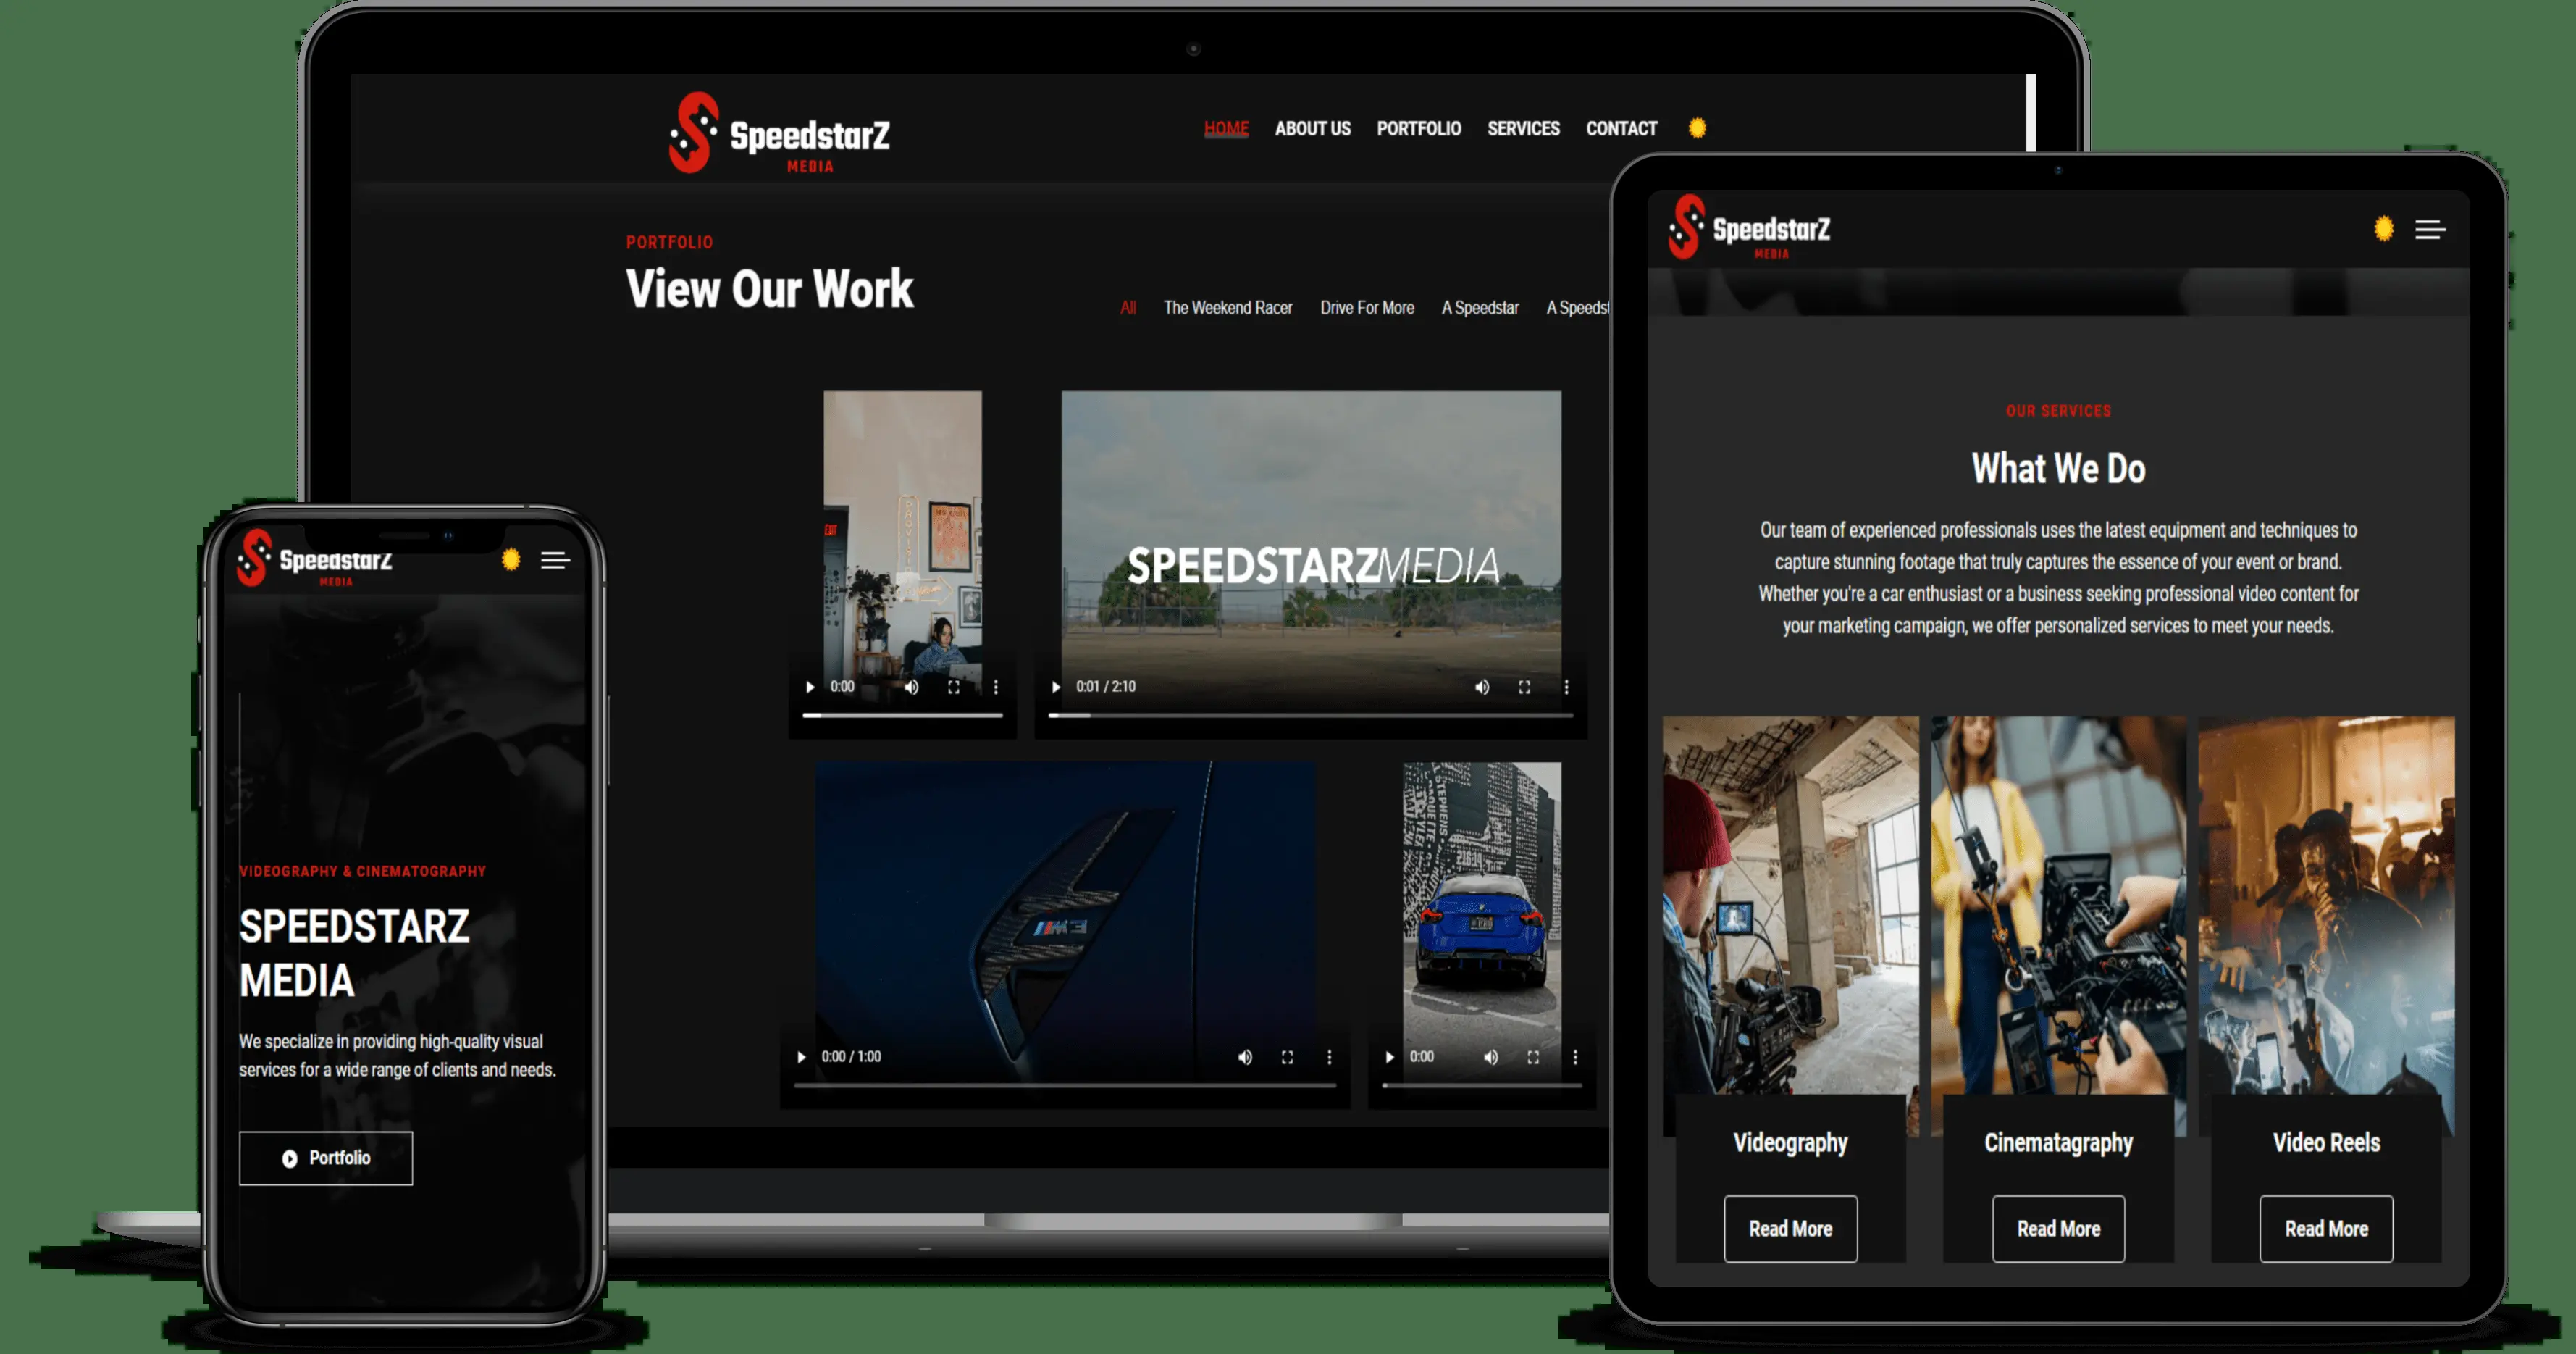 SpeedstarZ
MEDIA
HOME ABOUT US PORTFOLIO SERVICES CONTACT
PORTFOLIO
View Our Work
All The Weekend Racer Drive For More A Speedstar A Speedst
EXIT
SPEEDSTARZMEDIA
0:00
0:01 / 2:10
M3
0:00 / 1:00
0:00
SpeedstarZ
MEDIA
VIDEOGRAPHY & CINEMATOGRAPHY
SPEEDSTARZ
MEDIA
We specialize in providing high-quality visual
services for a wide range of clients and needs.
Portfolio
SpeedstarZ
MEDIA
OUR SERVICES
What We Do
Our team of experienced professionals uses the latest equipment and techniques to
capture stunning footage that truly captures the essence of your event or brand.
Whether you're a car enthusiast or a business seeking professional video content for
your marketing campaign, we offer personalized services to meet your needs.
Videography
Cinematagraphy
Video Reels
Read More
Read More
Read More